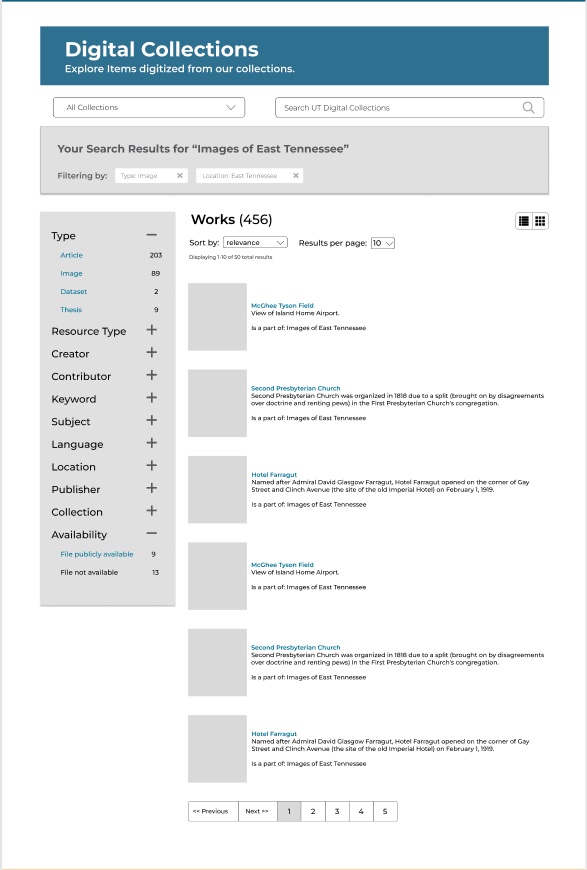 Digital Collections
Explore Items digitized from our collections.
All Collections
Search UT Digital Collections
Your Search Results for “Images of East Tennessee”
Filtering by: Type: Image × Location: East Tennessee ×
Works (456)
Sort by: relevance Results per page: 10
Displaying 1-10 of 50 total results
Type −
Article 203
Image 89
Dataset 2
Thesis 9
Resource Type +
Creator +
Contributor +
Keyword +
Subject +
Language +
Location +
Publisher +
Collection +
Availability −
File publicly available 9
File not available 13
McGhee Tyson Field
View of Island Home Airport.
Is a part of: Images of East Tennessee
Second Presbyterian Church
Second Presbyterian Church was organized in 1818 due to a split (brought on by disagreements
over doctrine and renting pews) in the First Presbyterian Church's congregation.
Is a part of: Images of East Tennessee
Hotel Farragut
Named after Admiral David Glasgow Farragut, Hotel Farragut opened on the corner of Gay
Street and Clinch Avenue (the site of the old Imperial Hotel) on February 1, 1919.
Is a part of: Images of East Tennessee
McGhee Tyson Field
View of Island Home Airport.
Is a part of: Images of East Tennessee
Second Presbyterian Church
Second Presbyterian Church was organized in 1818 due to a split (brought on by disagreements
over doctrine and renting pews) in the First Presbyterian Church's congregation.
Is a part of: Images of East Tennessee
Hotel Farragut
Named after Admiral David Glasgow Farragut, Hotel Farragut opened on the corner of Gay
Street and Clinch Avenue (the site of the old Imperial Hotel) on February 1, 1919.
Is a part of: Images of East Tennessee
<< Previous Next >> 1 2 3 4 5